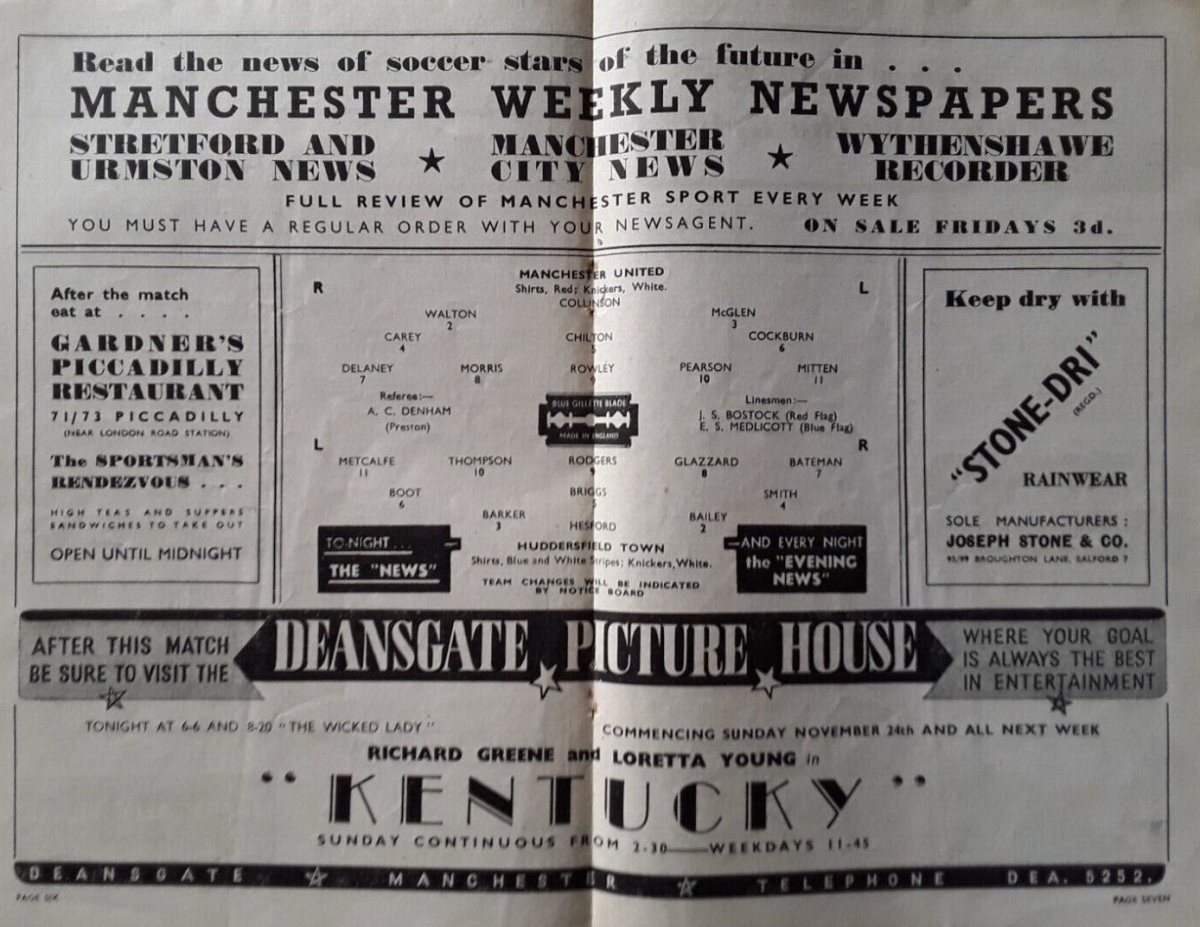 Read the news of soccer stars of the future in . . .
MANCHESTER WEEKLY NEWSPAPERS
STRETFORD AND
URMSTON NEWS
★
MANCHESTER
CITY NEWS
★
WYTHENSHAWE
RECORDER
FULL REVIEW OF MANCHESTER SPORT EVERY WEEK
YOU MUST HAVE A REGULAR ORDER WITH YOUR NEWSAGENT. ON SALE FRIDAYS 3d.
After the match
eat at . . . .
GARDNER'S
PICCADILLY
RESTAURANT
71/73 PICCADILLY
(NEAR LONDON ROAD STATION)
The SPORTSMAN'S
RENDEZVOUS . . .
HIGH TEAS AND SUPPERS
SANDWICHES TO TAKE OUT
OPEN UNTIL MIDNIGHT
MANCHESTER UNITED
R Shirts, Red; Knickers, White. L
COLLINSON
WALTON McGLEN
2 3
CAREY CHILTON COCKBURN
4 5 6
DELANEY MORRIS ROWLEY PEARSON MITTEN
7 8 9 10 11
Referee:— Linesmen:—
A. C. DENHAM J. S. BOSTOCK (Red Flag)
(Preston) E. S. MEDLICOTT (Blue Flag)
BLUE GILLETTE BLADE
MADE IN ENGLAND
L R
METCALFE THOMPSON RODGERS GLAZZARD BATEMAN
11 10 9 8 7
BOOT BRIGGS SMITH
6 5 4
BARKER BAILEY
3 2
HESFORD
HUDDERSFIELD TOWN
Shirts, Blue and White Stripes; Knickers, White.
TEAM CHANGES WILL BE INDICATED
BY NOTICE BOARD
TO-NIGHT . . .
THE "NEWS"
—AND EVERY NIGHT
the "EVENING
NEWS"
Keep dry with
"STONE-DRI"
(REGD.)
RAINWEAR
SOLE MANUFACTURERS :
JOSEPH STONE & CO.
95/99 BROUGHTON LANE, SALFORD 7
AFTER THIS MATCH
BE SURE TO VISIT THE
DEANSGATE PICTURE HOUSE
WHERE YOUR GOAL
IS ALWAYS THE BEST
IN ENTERTAINMENT
TONIGHT AT 6-6 AND 8-20 "THE WICKED LADY"
COMMENCING SUNDAY NOVEMBER 24th AND ALL NEXT WEEK
RICHARD GREENE and LORETTA YOUNG in
"KENTUCKY"
SUNDAY CONTINUOUS FROM 2-30——WEEKDAYS 11-45
DEANSGATE ☆ MANCHESTER ☆ TELEPHONE DEA. 5252.
PAGE SIX PAGE SEVEN